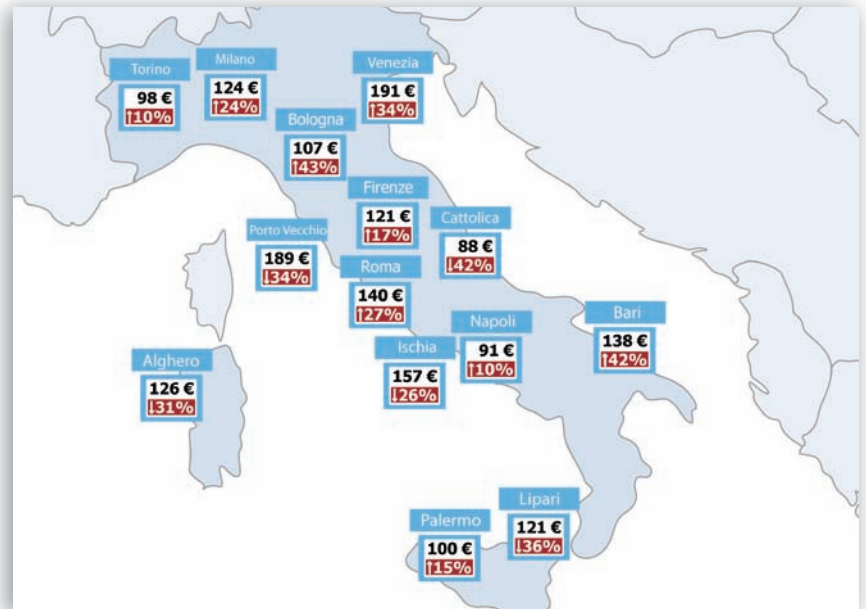 Torino
98 €
↑10%
Milano
124 €
↑24%
Venezia
191 €
↑34%
Bologna
107 €
↑43%
Firenze
121 €
↑17%
Cattolica
88 €
↓42%
Porto Vecchio
189 €
↓34%
Roma
140 €
↑27%
Ischia
157 €
↓26%
Napoli
91 €
↑10%
Bari
138 €
↑42%
Alghero
126 €
↓31%
Palermo
100 €
↑15%
Lipari
121 €
↓36%